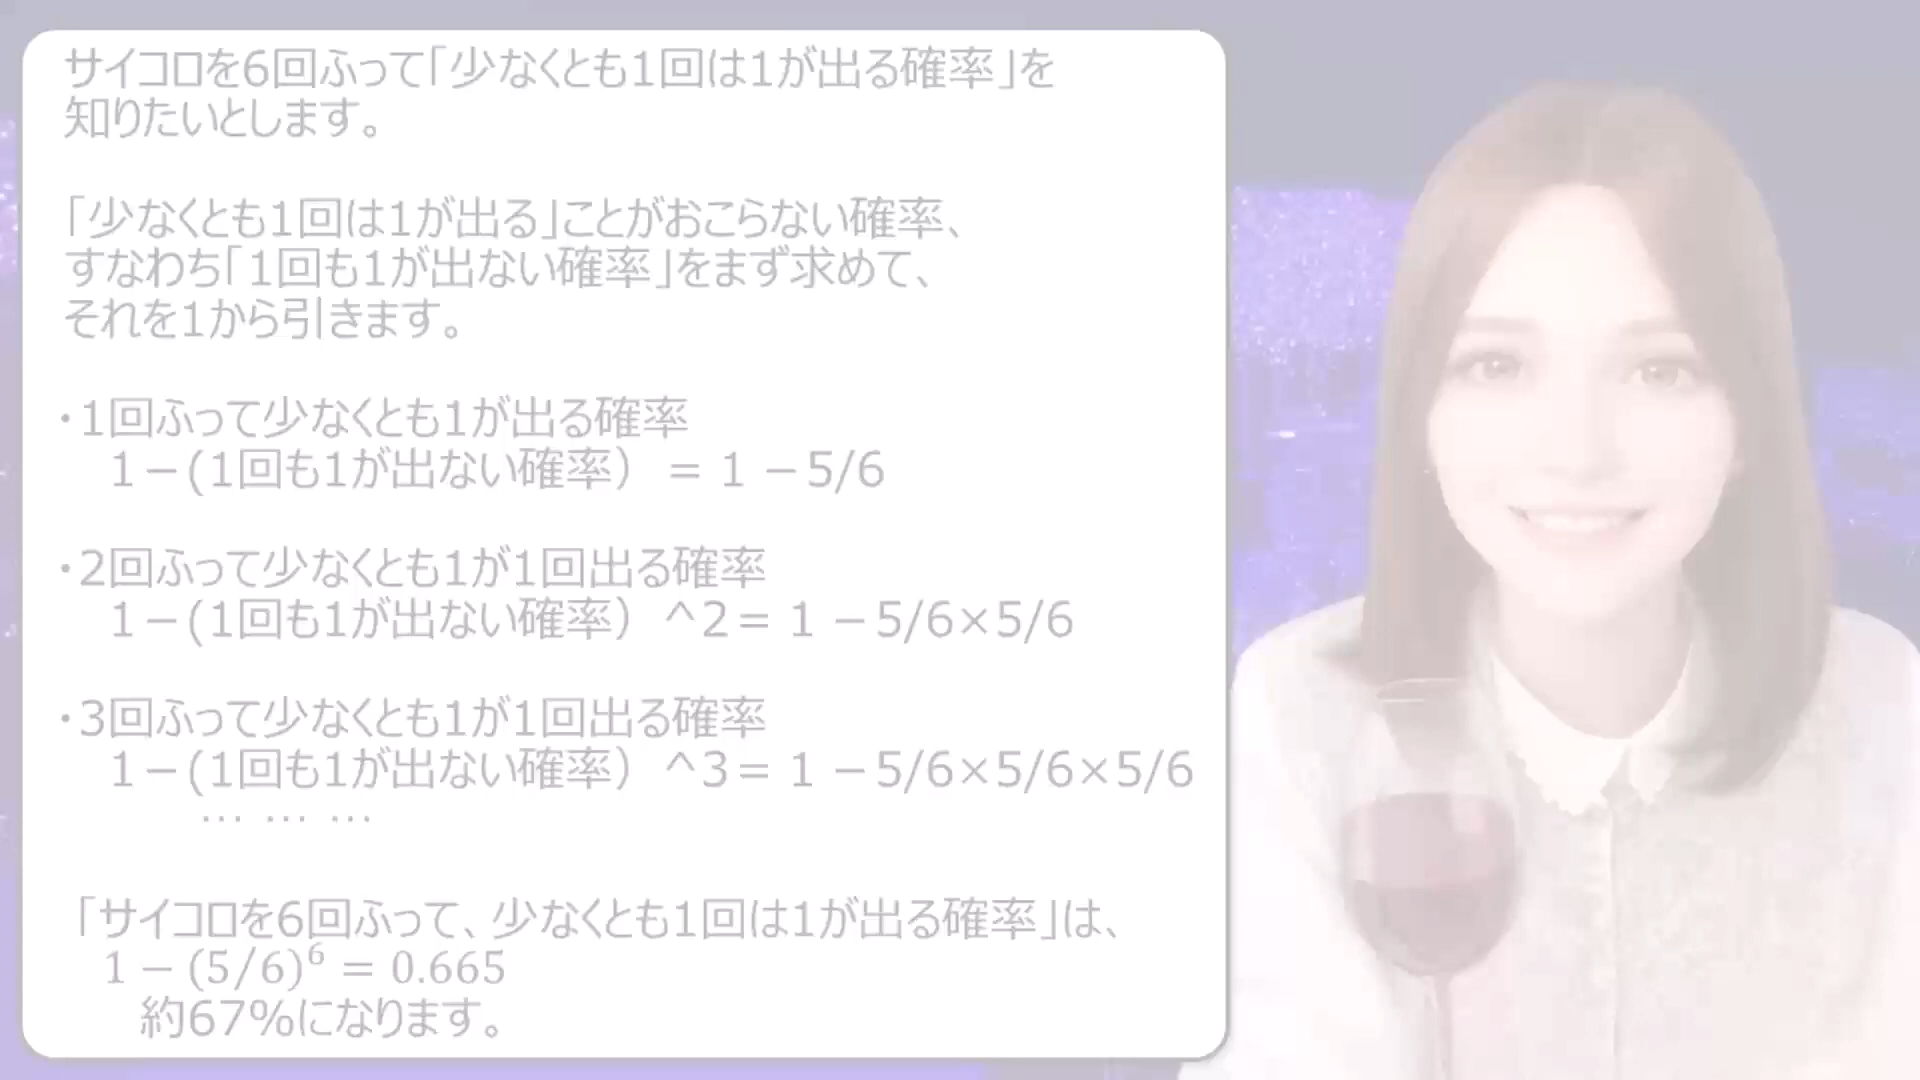 サイコロを6回ふって「少なくとも1回は1が出る確率」を
知りたいとします。
「少なくとも1回は1が出る」ことがおこらない確率、
すなわち「1回も1が出ない確率」をまず求めて、
それを1から引きます。
・1回ふって少なくとも1が出る確率
1－(1回も1が出ない確率） = 1 －5/6
・2回ふって少なくとも1が1回出る確率
1－(1回も1が出ない確率） ^2= 1 －5/6×5/6
・3回ふって少なくとも1が1回出る確率
1－(1回も1が出ない確率） ^3= 1 －5/6×5/6×5/6
… … …
「サイコロを6回ふって、少なくとも1回は1が出る確率」は、
1 − (5/6)⁶ = 0.665
約67%になります。